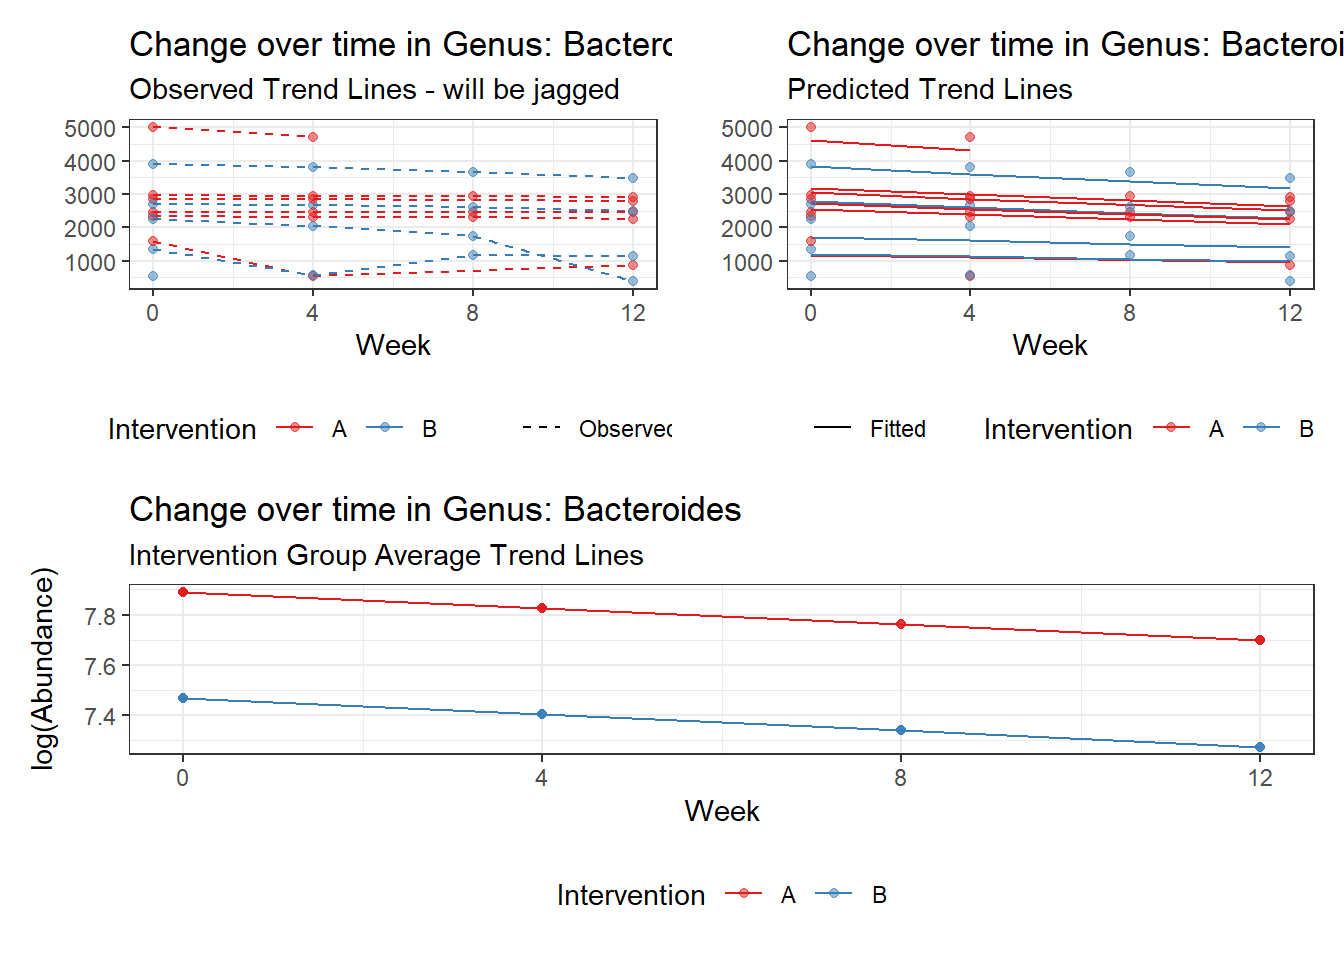 Change over time in Genus: Bactero
Observed Trend Lines - will be jagged
5000
4000
3000
2000
1000
0 4 8 12
Week
Intervention A B Observed
Change over time in Genus: Bacteroi
Predicted Trend Lines
5000
4000
3000
2000
1000
0 4 8 12
Week
Fitted Intervention A B
Change over time in Genus: Bacteroides
Intervention Group Average Trend Lines
log(Abundance)
7.8
7.6
7.4
0 4 8 12
Week
Intervention A B